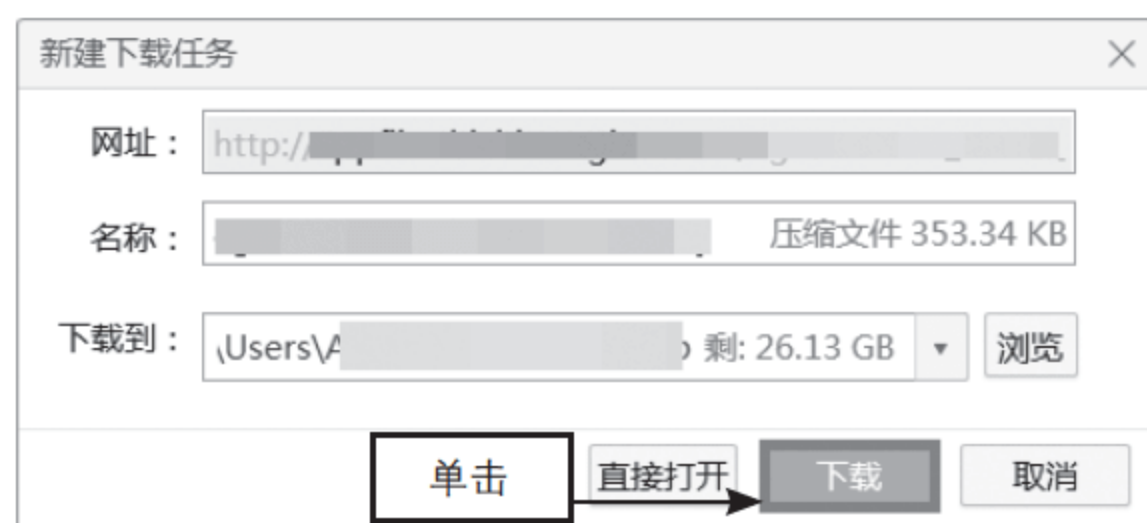 新建下载任务
网址： http://
名称： 压缩文件 353.34 KB
下载到： \Users\A 剩: 26.13 GB 浏览
单击 直接打开 下载 取消